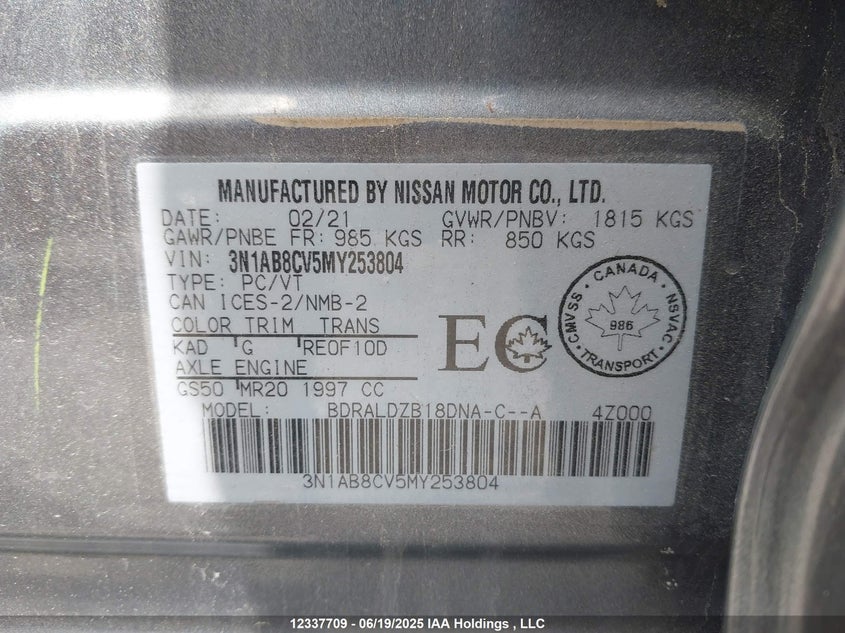 MANUFACTURED BY NISSAN MOTOR CO., LTD.
DATE: 02/21 GVWR/PNBV: 1815 KGS
GAWR/PNBE FR: 985 KGS RR: 850 KGS
VIN: 3N1AB8CV5MY253804
TYPE: PC/VT
CAN ICES-2/NMB-2
COLOR TRIM TRANS
KAD G RE0F10D
AXLE ENGINE
GS50 MR20 1997 CC
EC
CANADA
CMVSS NSVAC
986
TRANSPORT
MODEL: BDRALDZB18DNA-C--A 4Z000
3N1AB8CV5MY253804
12337709 - 06/19/2025 IAA Holdings , LLC